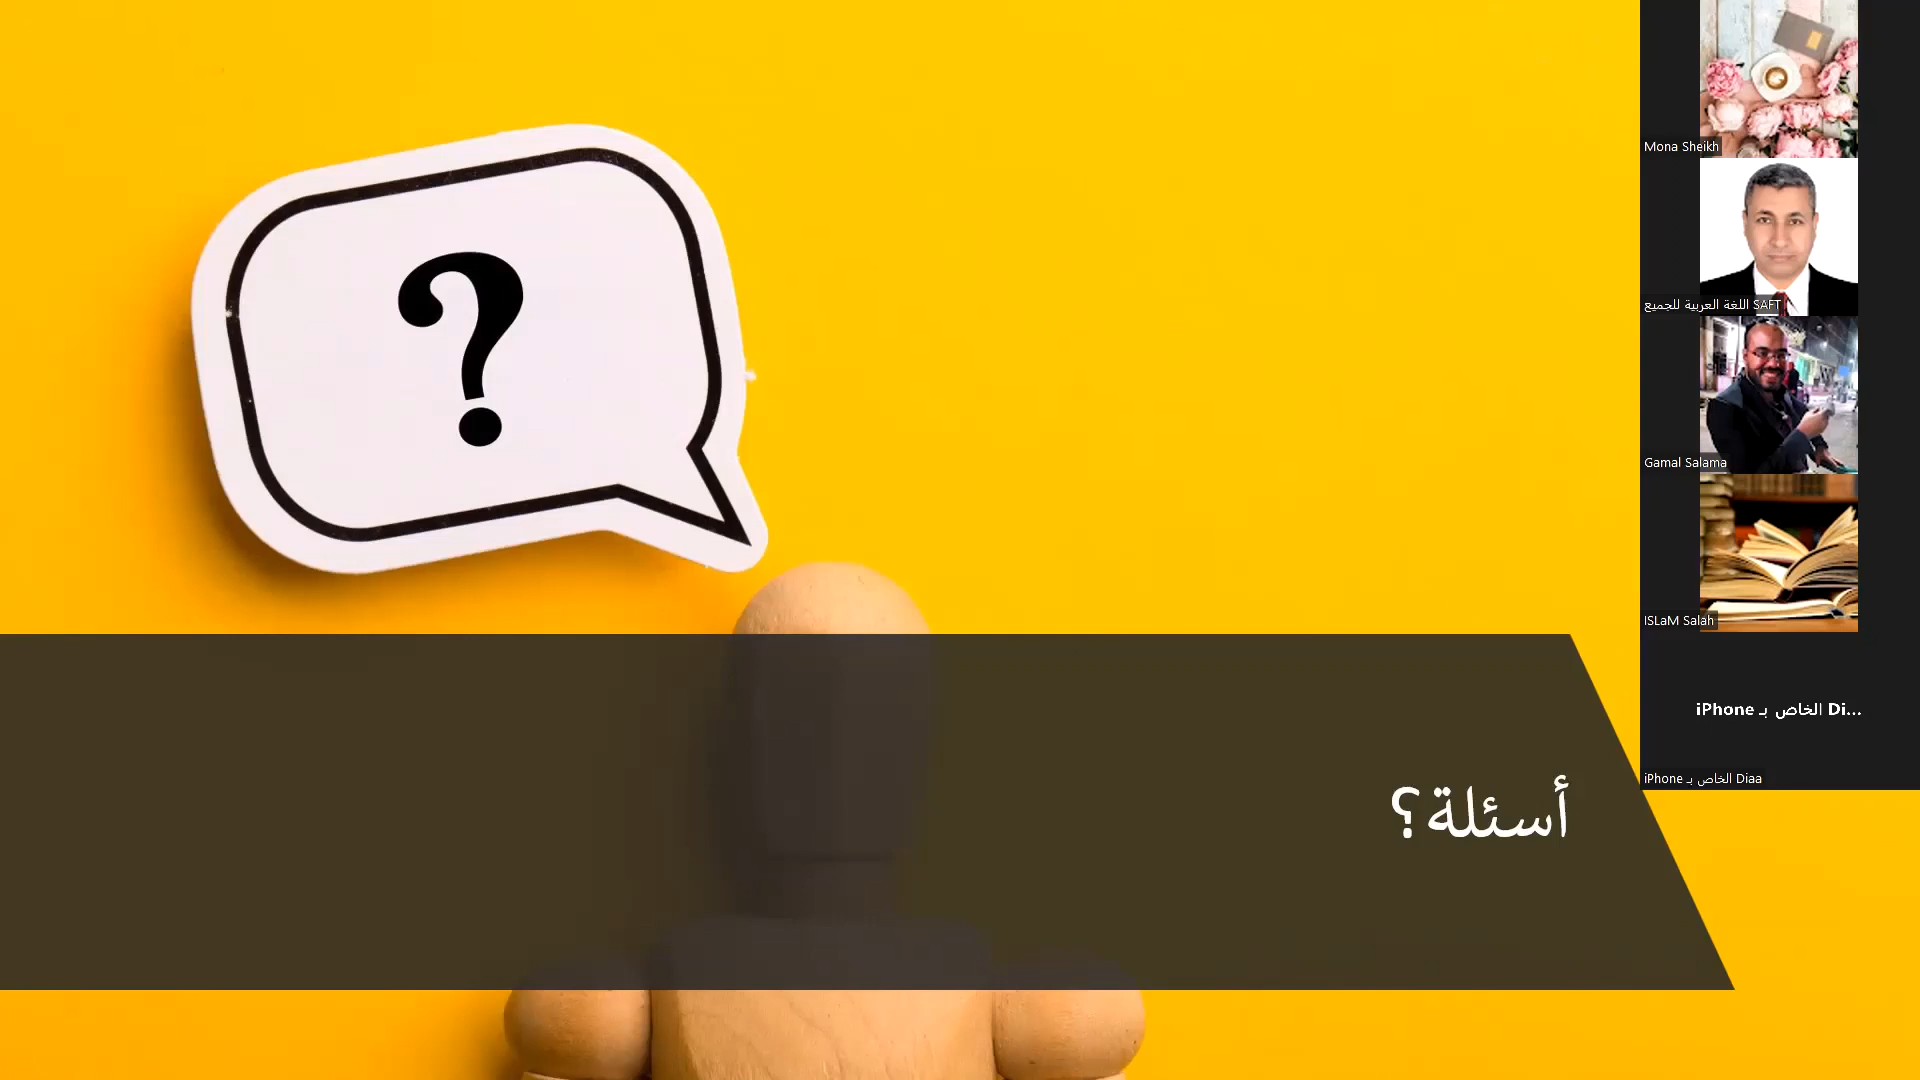 ?
أسئلة؟
Mona Sheikh
SAFT اللغة العربية للجميع
Gamal Salama
ISLaM Salah
iPhone الخاص بـ Di...
iPhone الخاص بـ Diaa